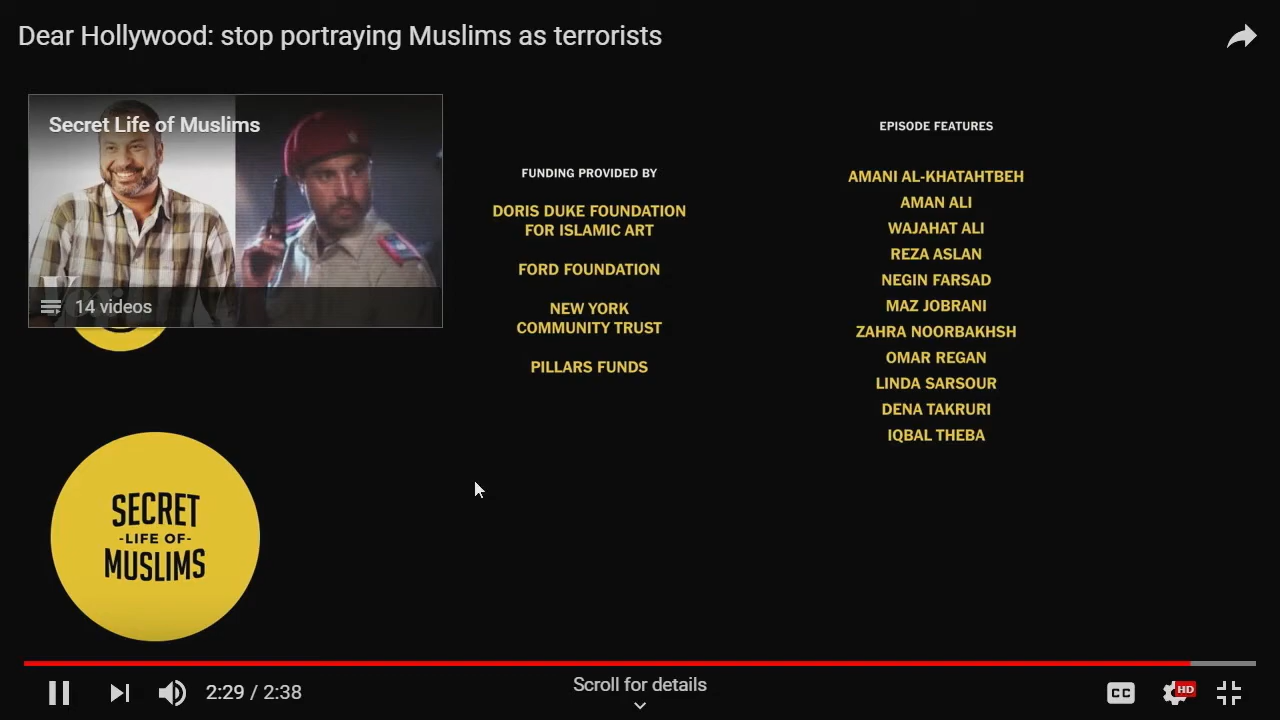 Dear Hollywood: stop portraying Muslims as terrorists
Secret Life of Muslims
14 videos
FUNDING PROVIDED BY
DORIS DUKE FOUNDATION
FOR ISLAMIC ART
FORD FOUNDATION
NEW YORK
COMMUNITY TRUST
PILLARS FUNDS
EPISODE FEATURES
AMANI AL-KHATAHTBEH
AMAN ALI
WAJAHAT ALI
REZA ASLAN
NEGIN FARSAD
MAZ JOBRANI
ZAHRA NOORBAKHSH
OMAR REGAN
LINDA SARSOUR
DENA TAKRURI
IQBAL THEBA
SECRET
-LIFE OF-
MUSLIMS
2:29 / 2:38
Scroll for details
CC
HD